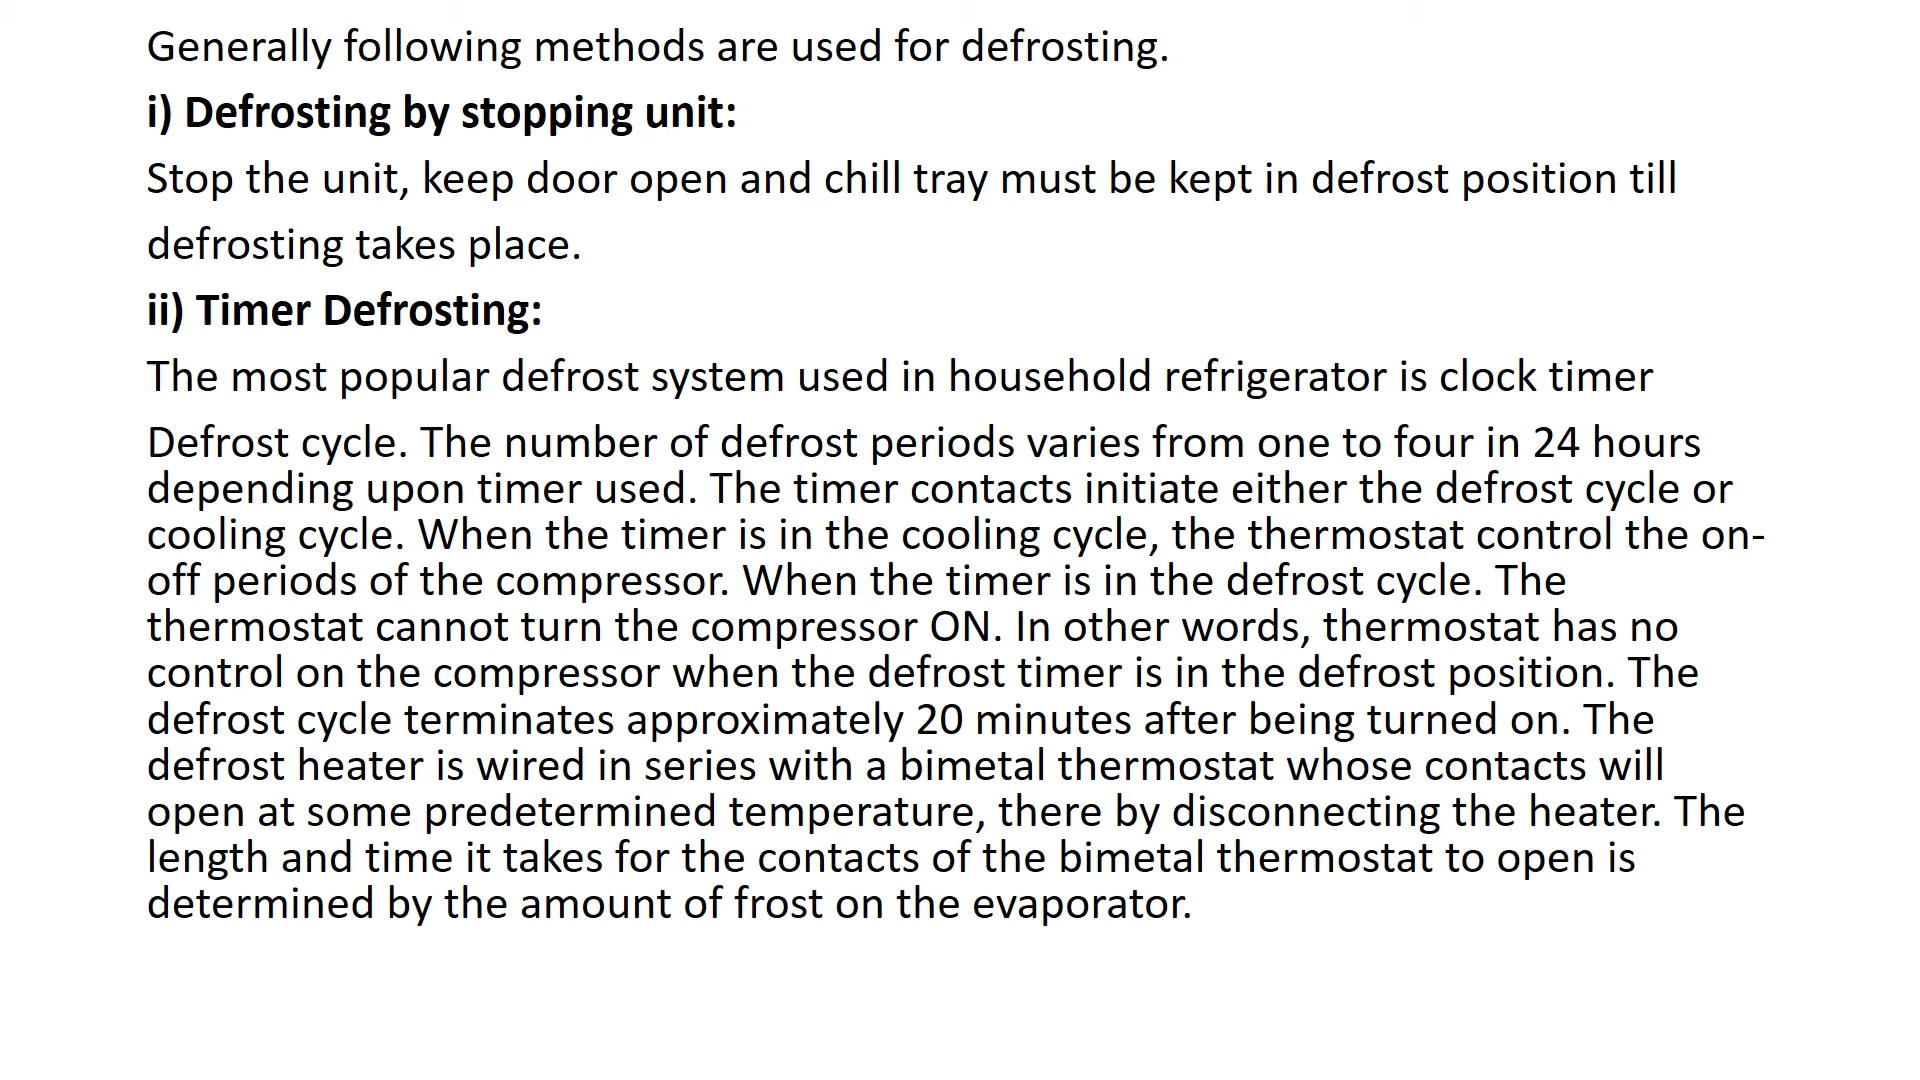 Generally following methods are used for defrosting.
i) Defrosting by stopping unit:
Stop the unit, keep door open and chill tray must be kept in defrost position till
defrosting takes place.
ii) Timer Defrosting:
The most popular defrost system used in household refrigerator is clock timer
Defrost cycle. The number of defrost periods varies from one to four in 24 hours
depending upon timer used. The timer contacts initiate either the defrost cycle or
cooling cycle. When the timer is in the cooling cycle, the thermostat control the on-
off periods of the compressor. When the timer is in the defrost cycle. The
thermostat cannot turn the compressor ON. In other words, thermostat has no
control on the compressor when the defrost timer is in the defrost position. The
defrost cycle terminates approximately 20 minutes after being turned on. The
defrost heater is wired in series with a bimetal thermostat whose contacts will
open at some predetermined temperature, there by disconnecting the heater. The
length and time it takes for the contacts of the bimetal thermostat to open is
determined by the amount of frost on the evaporator.